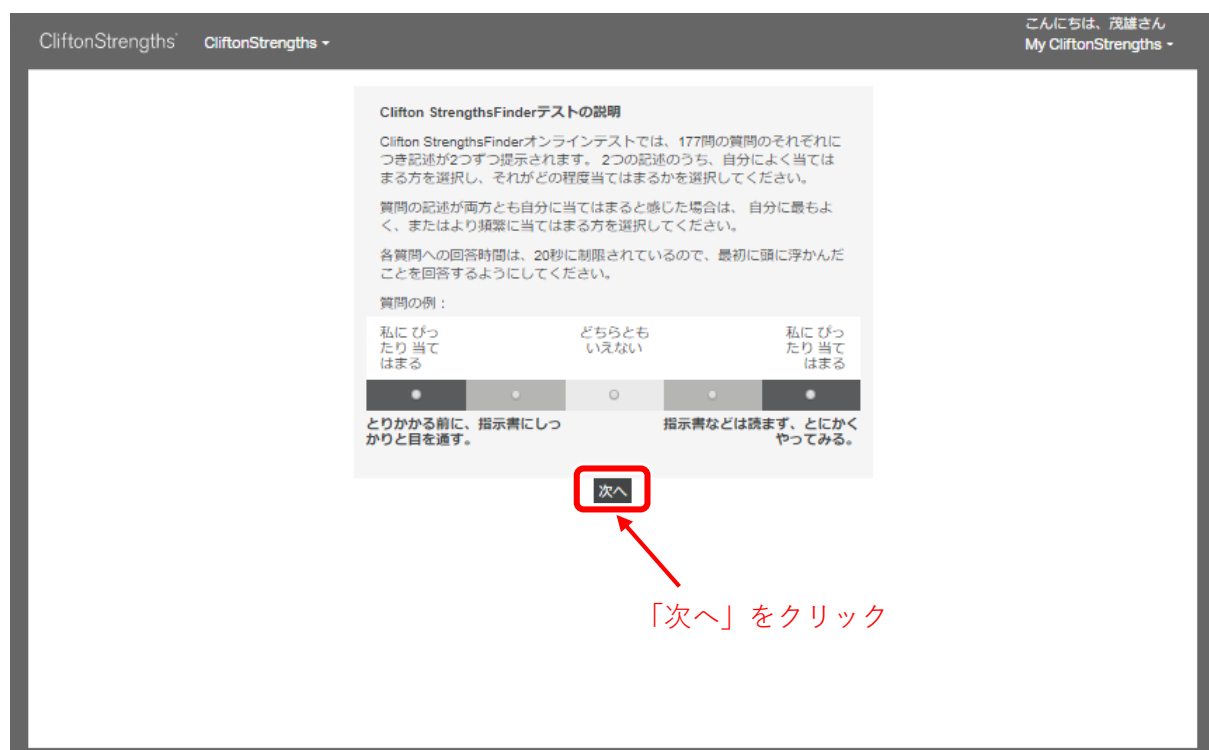 こんにちは、茂雄さん
CliftonStrengths® CliftonStrengths
My CliftonStrengths
Clifton StrengthsFinderテストの説明
Clifton StrengthsFinderオンラインテストでは、177問の質問のそれぞれに
つき記述が2つずつ提示されます。 2つの記述のうち、自分によく当ては
まる方を選択し、それがどの程度当てはまるかを選択してください。
質問の記述が両方とも自分に当てはまると感じた場合は、 自分に最もよ
く、またはより頻繁に当てはまる方を選択してください。
各質問への回答時間は、20秒に制限されているので、最初に頭に浮かんだ
ことを回答するようにしてください。
質問の例：
私に ぴっ
たり 当て
はまる
どちらとも
いえない
私に ぴっ
たり 当て
はまる
とりかかる前に、指示書にしっ
かりと目を通す。
指示書などは読まず、とにかく
やってみる。
次へ
「次へ」をクリック